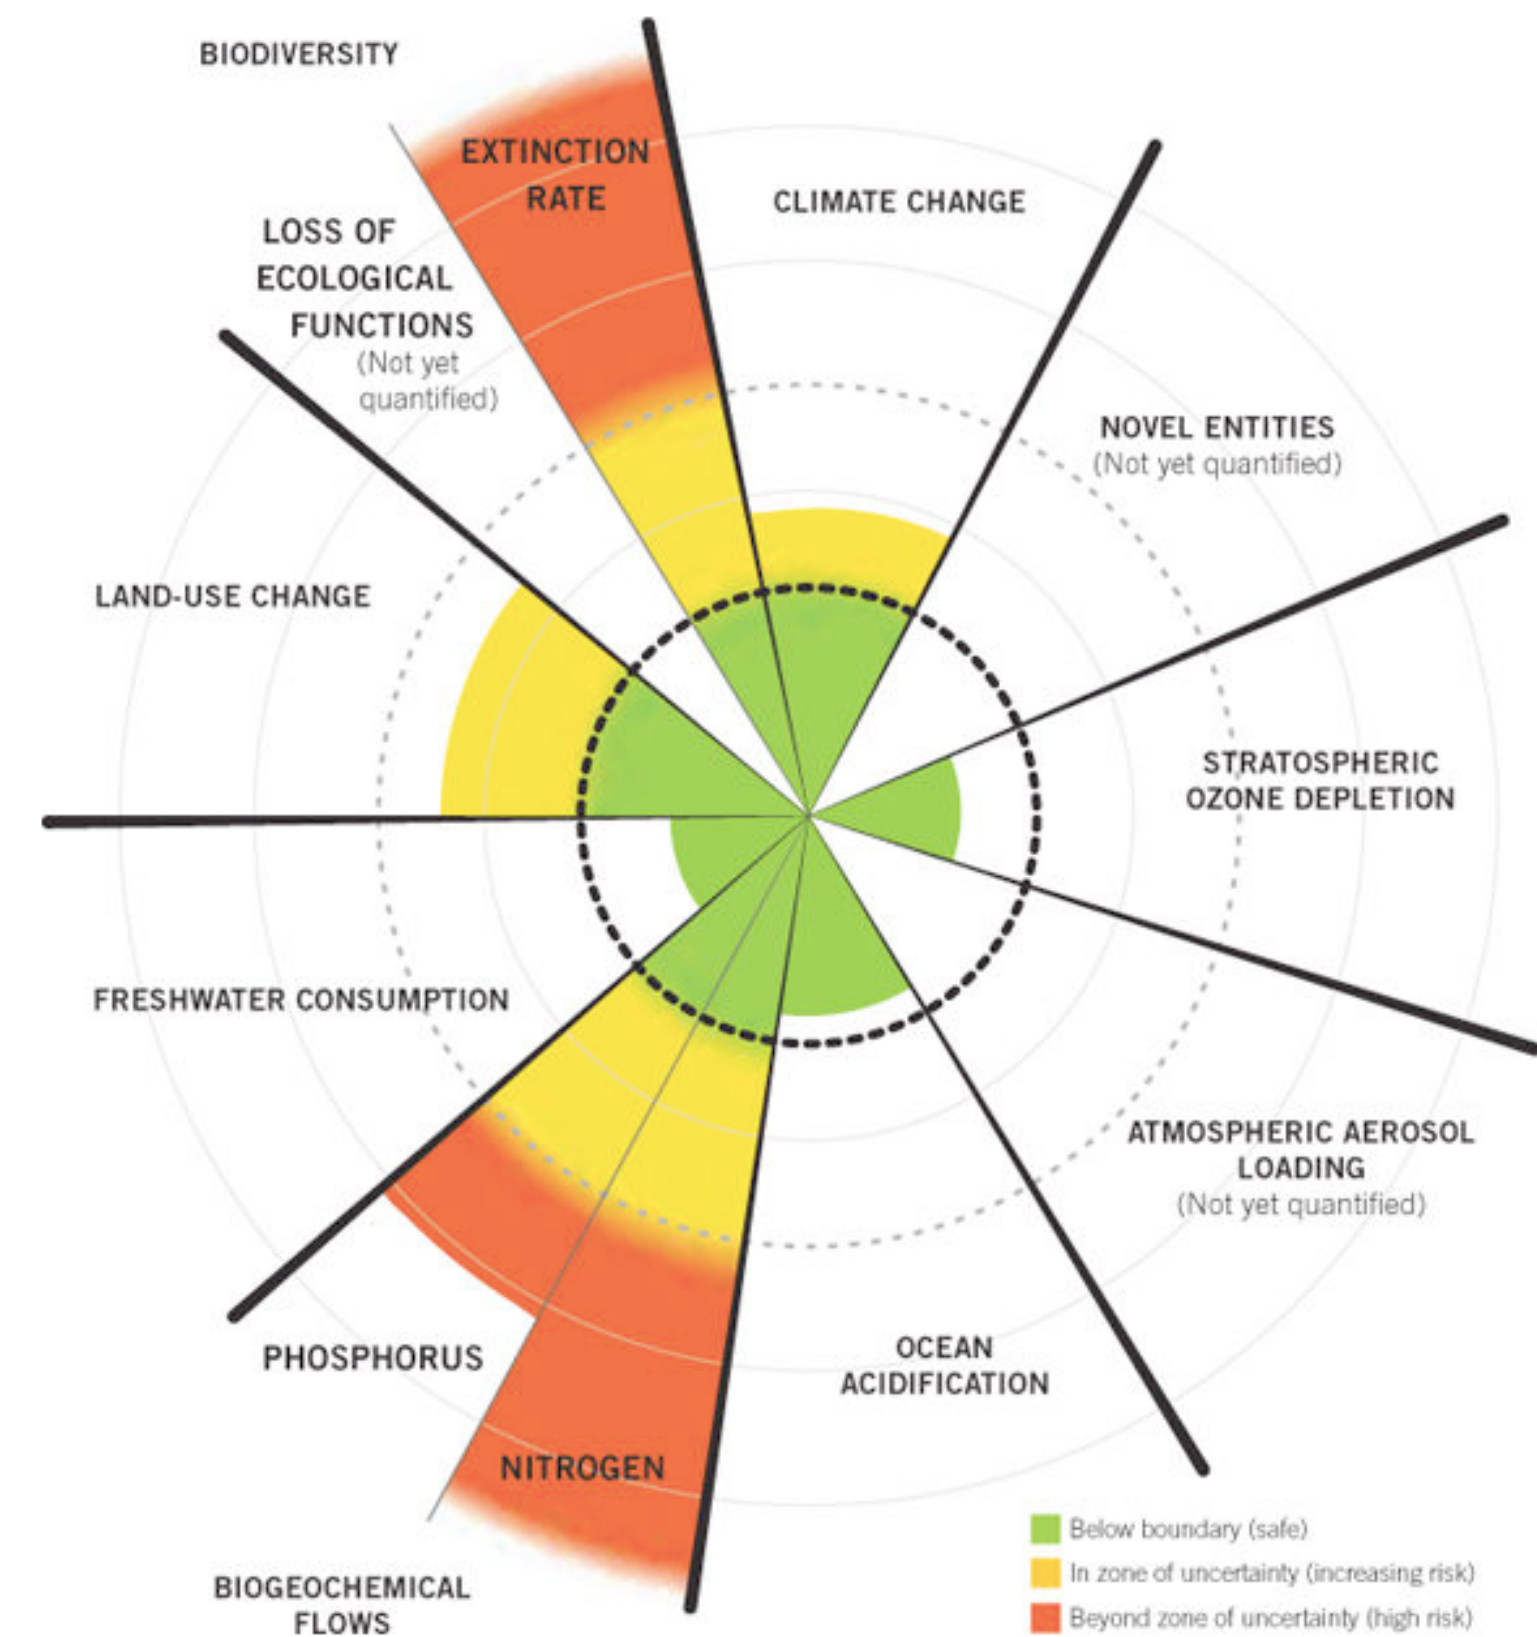 BIODIVERSITY
EXTINCTION
RATE
CLIMATE CHANGE
LOSS OF
ECOLOGICAL
FUNCTIONS
(Not yet
quantified)
NOVEL ENTITIES
(Not yet quantified)
LAND-USE CHANGE
STRATOSPHERIC
OZONE DEPLETION
FRESHWATER CONSUMPTION
ATMOSPHERIC AEROSOL
LOADING
(Not yet quantified)
PHOSPHORUS
OCEAN
ACIDIFICATION
NITROGEN
BIOGEOCHEMICAL
FLOWS
Below boundary (safe)
In zone of uncertainty (increasing risk)
Beyond zone of uncertainty (high risk)